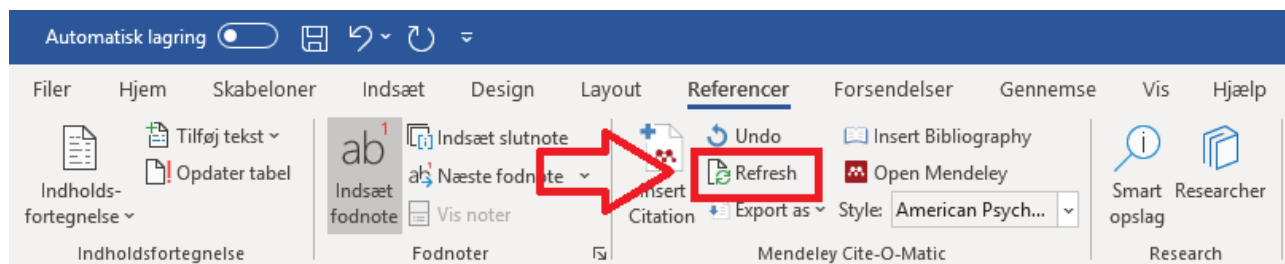 Automatisk lagring
Filer Hjem Skabeloner Indsæt Design Layout Referencer Forsendelser Gennemse Vis Hjælp
Indholds-
fortegnelse
Tilføj tekst
Opdater tabel
Indholdsfortegnelse
ab1
Indsæt
fodnote
[i] Indsæt slutnote
ab1 Næste fodnote
Vis noter
Fodnoter
Insert
Citation
Undo
Refresh
Export as
Insert Bibliography
Open Mendeley
Style: American Psych...
Mendeley Cite-O-Matic
Smart
opslag
Researcher
Research